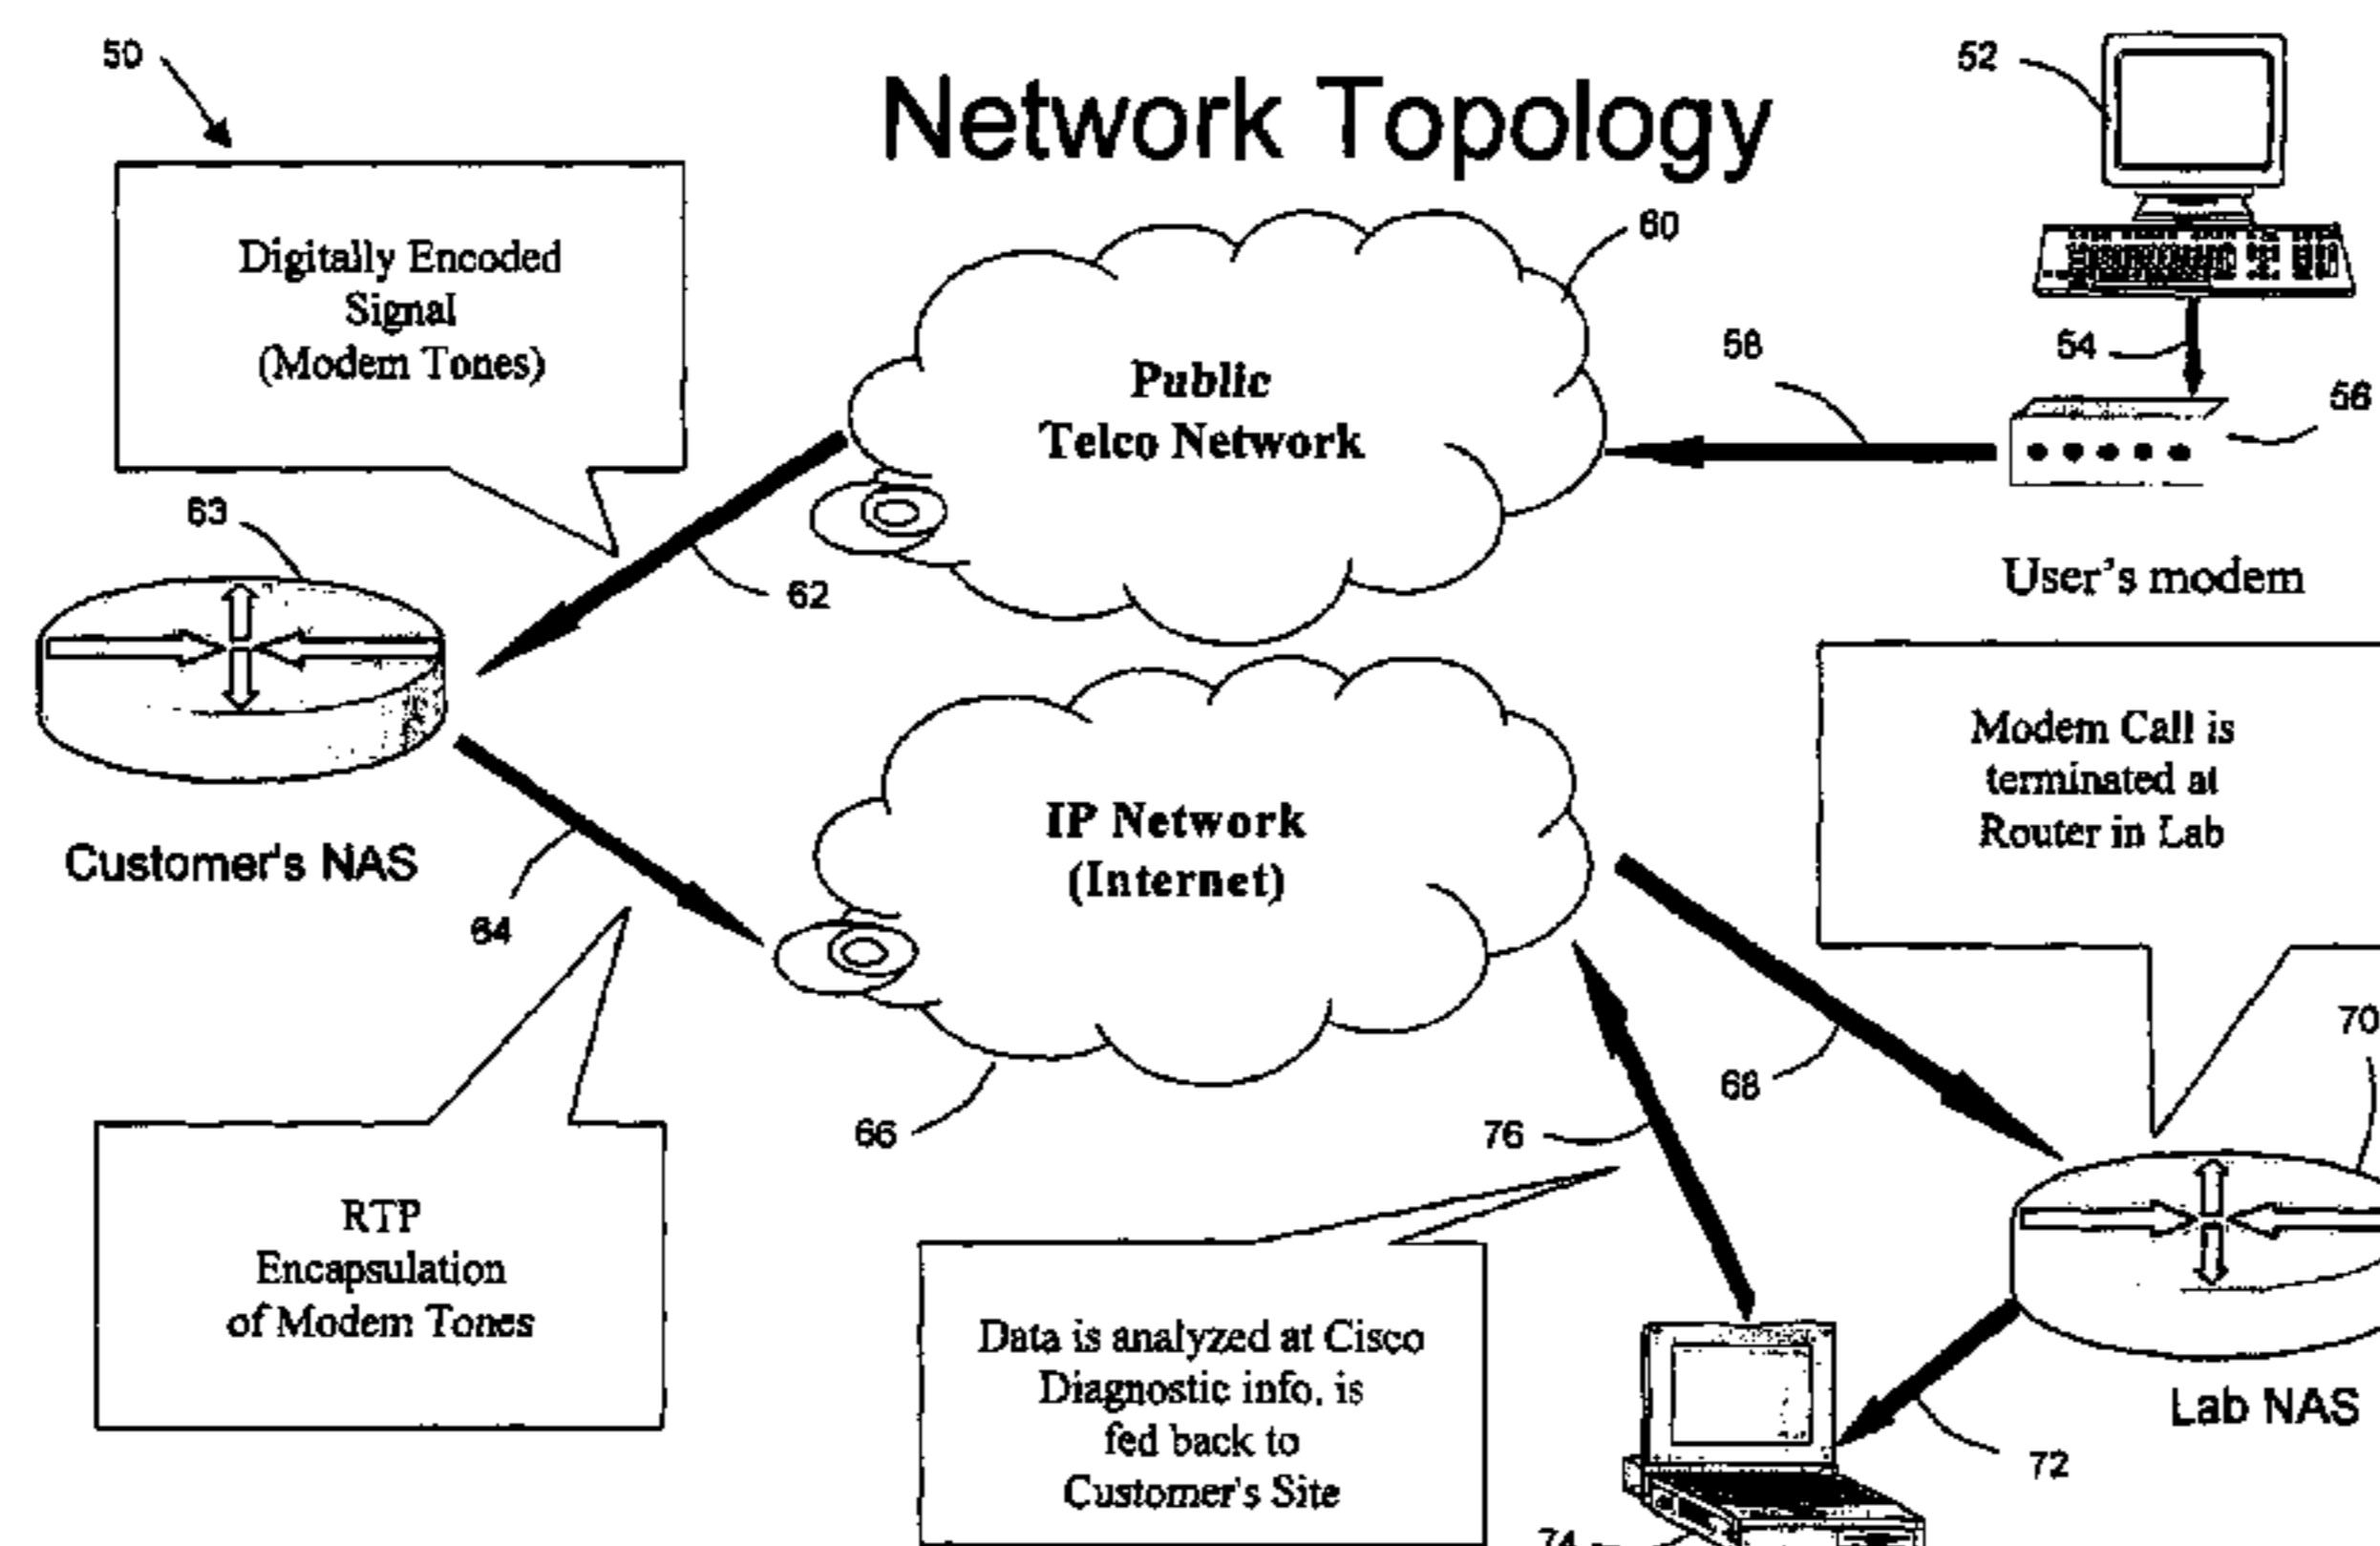 50
Network Topology
52
Digitally Encoded
Signal
(Modem Tones)
60
Public
Telco Network
58
54
56
User's modem
63
62
Customer's NAS
64
IP Network
(Internet)
Modem Call is
terminated at
Router in Lab
70
68
66
76
RTP
Encapsulation
of Modem Tones
Data is analyzed at Cisco
Diagnostic info. is
fed back to
Customer's Site
Lab NAS
72
74